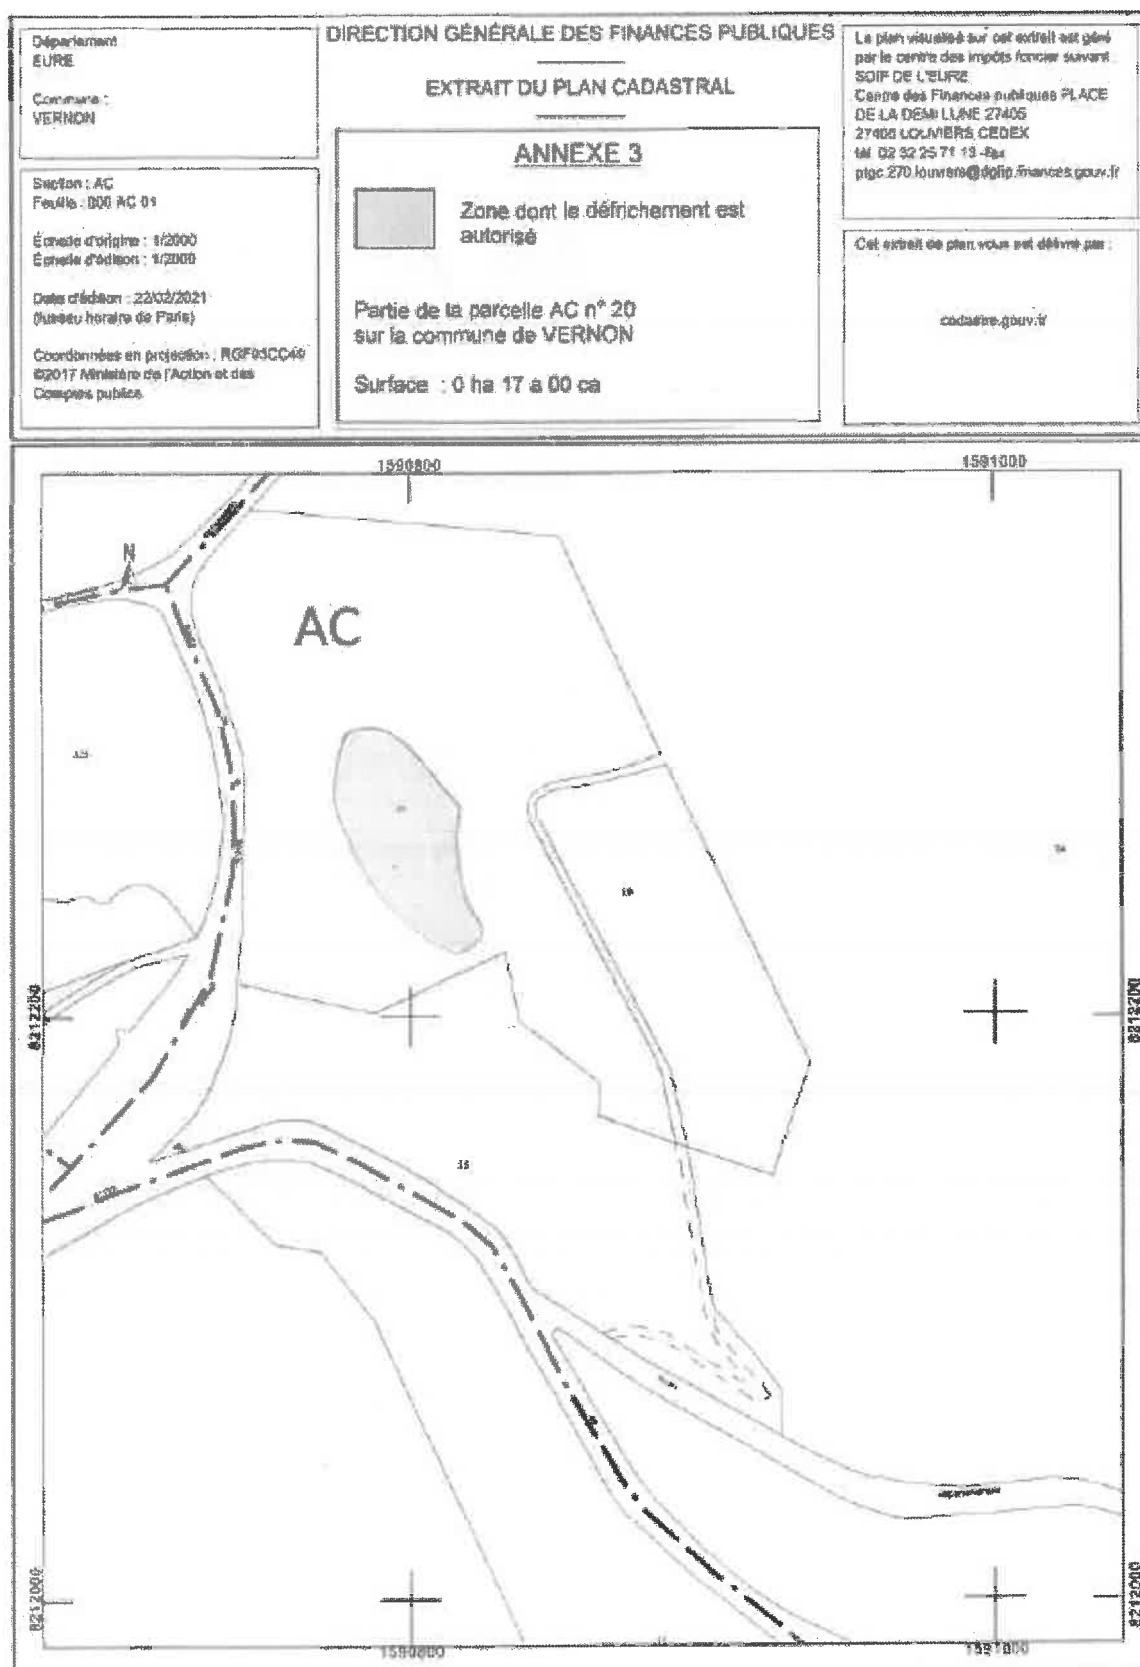 Département :
EURE
Commune :
VERNON
Section : AC
Feuille : 000 AC 01
Échelle d'origine : 1/2000
Échelle d'édition : 1/2000
Date d'édition : 22/02/2021
(fuseau horaire de Paris)
Coordonnées en projection : RGF93CC49
©2017 Ministère de l'Action et des
Comptes publics
DIRECTION GÉNÉRALE DES FINANCES PUBLIQUES
EXTRAIT DU PLAN CADASTRAL
ANNEXE 3
Zone dont le défrichement est
autorisé
Partie de la parcelle AC n° 20
sur la commune de VERNON
Surface : 0 ha 17 a 00 ca
Le plan visualisé sur cet extrait est géré
par le centre des impôts foncier suivant :
SDIF DE L'EURE
Centre des Finances publiques PLACE
DE LA DEMI LUNE 27405
27405 LOUVIERS CEDEX
tél. 02 32 25 71 13 -fax
ptgc.270.louviers@dgfip.finances.gouv.fr
Cet extrait de plan vous est délivré par :
cadastre.gouv.fr
1590800
1591000
N
AC
8212200
8212200
8212000
8212000
1590800
1591000